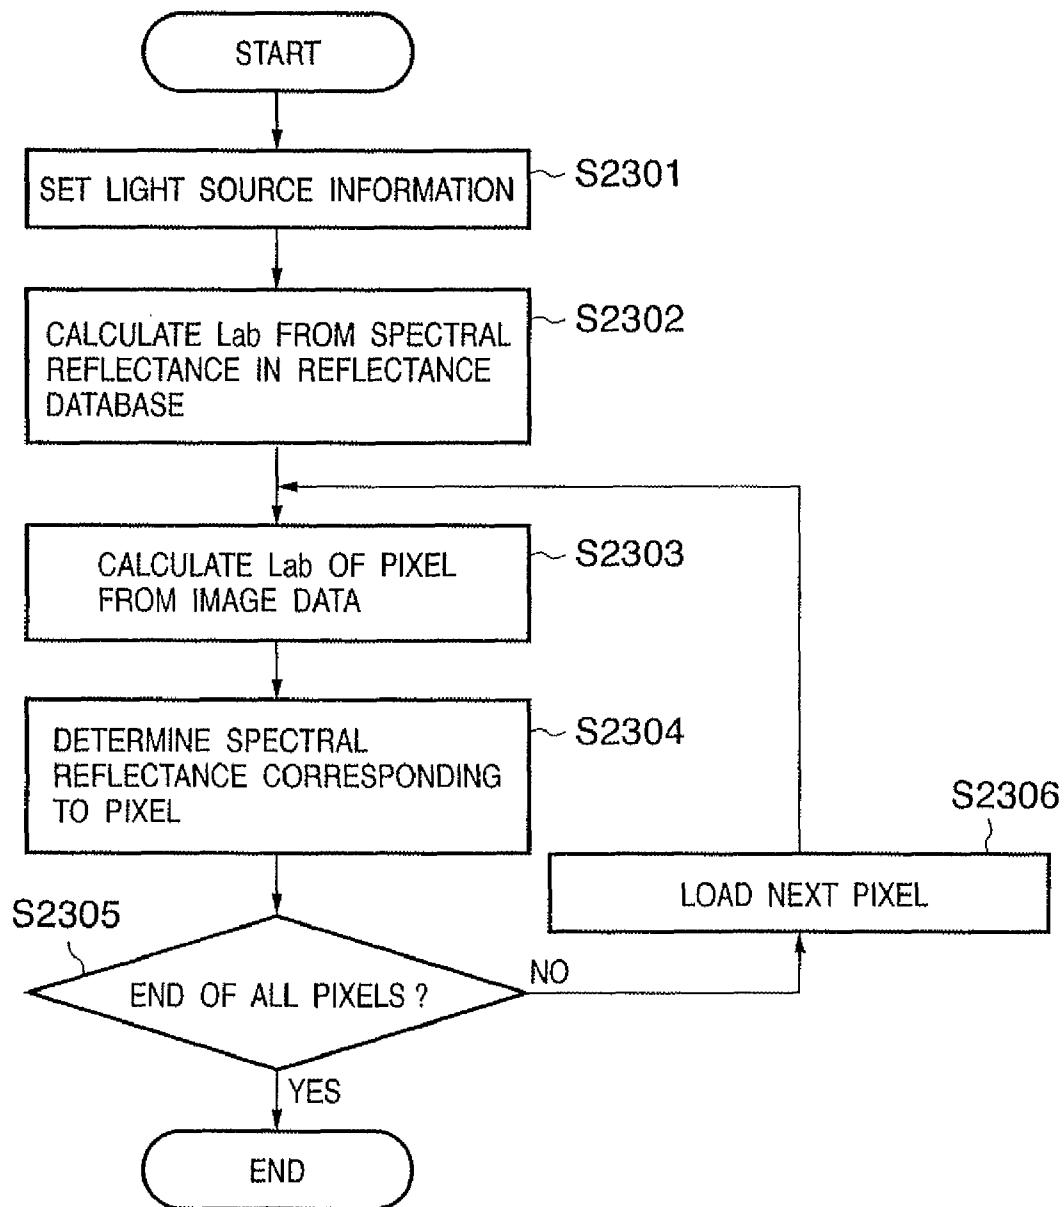 START
SET LIGHT SOURCE INFORMATION
S2301
CALCULATE Lab FROM SPECTRAL
REFLECTANCE IN REFLECTANCE
DATABASE
S2302
CALCULATE Lab OF PIXEL
FROM IMAGE DATA
S2303
DETERMINE SPECTRAL
REFLECTANCE CORRESPONDING
TO PIXEL
S2304
S2306
LOAD NEXT PIXEL
S2305
END OF ALL PIXELS ?
NO
YES
END